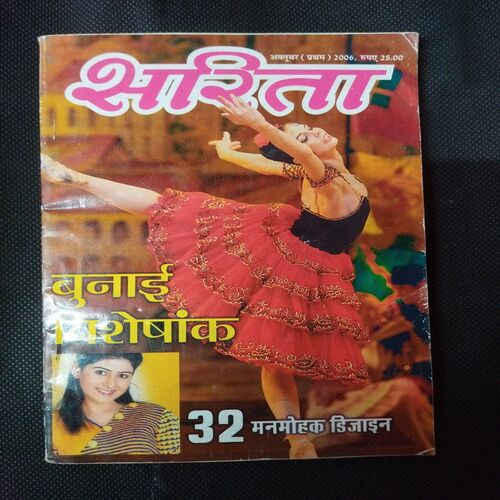 अक्तूबर ( प्रथम ) 2006, रुपए 25.00
सरिता
बुनाई
विशेषांक
32 मनमोहक डिजाइन